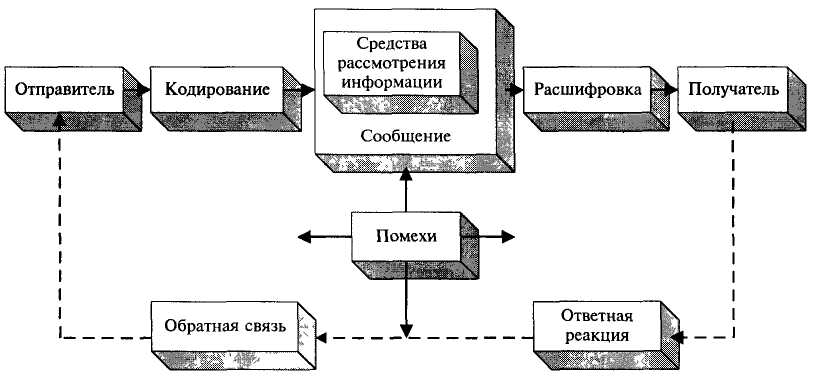 Отправитель
Кодирование
Средства
рассмотрения
информации
Сообщение
Расшифровка
Получатель
Помехи
Обратная связь
Ответная
реакция